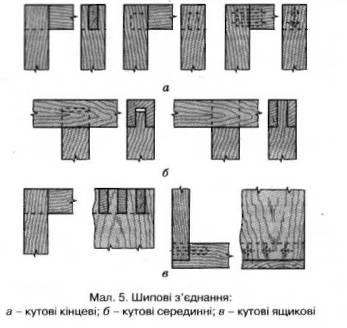 а
б
в
Мал. 5. Шипові з'єднання:
а – кутові кінцеві; б – кутові серединні; в – кутові ящикові